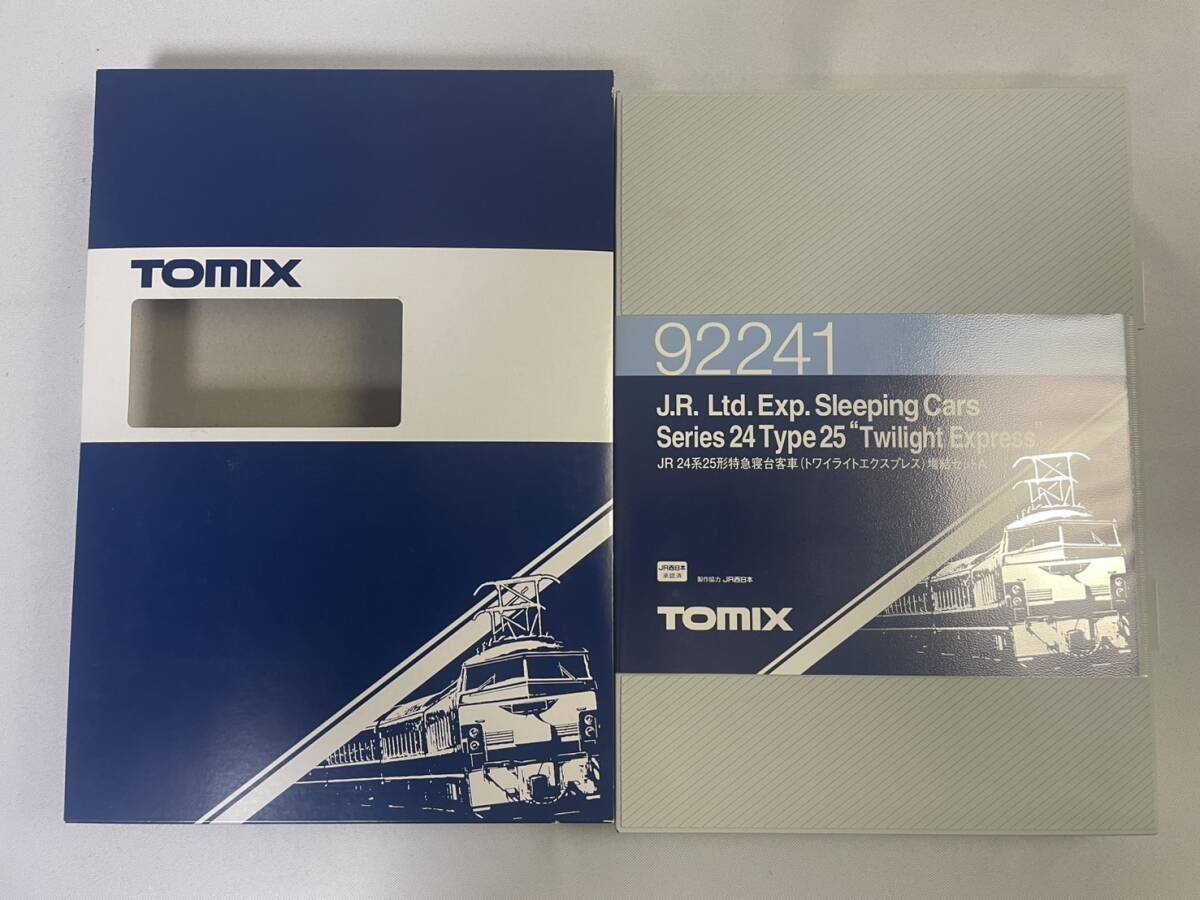 TOMIX
92241
J.R. Ltd. Exp. Sleeping Cars
Series 24 Type 25 “Twilight Express”
JR 24系25形特急寝台客車(トワイライトエクスプレス)増結セットA
JR西日本
承認済
製作協力 JR西日本
TOMIX